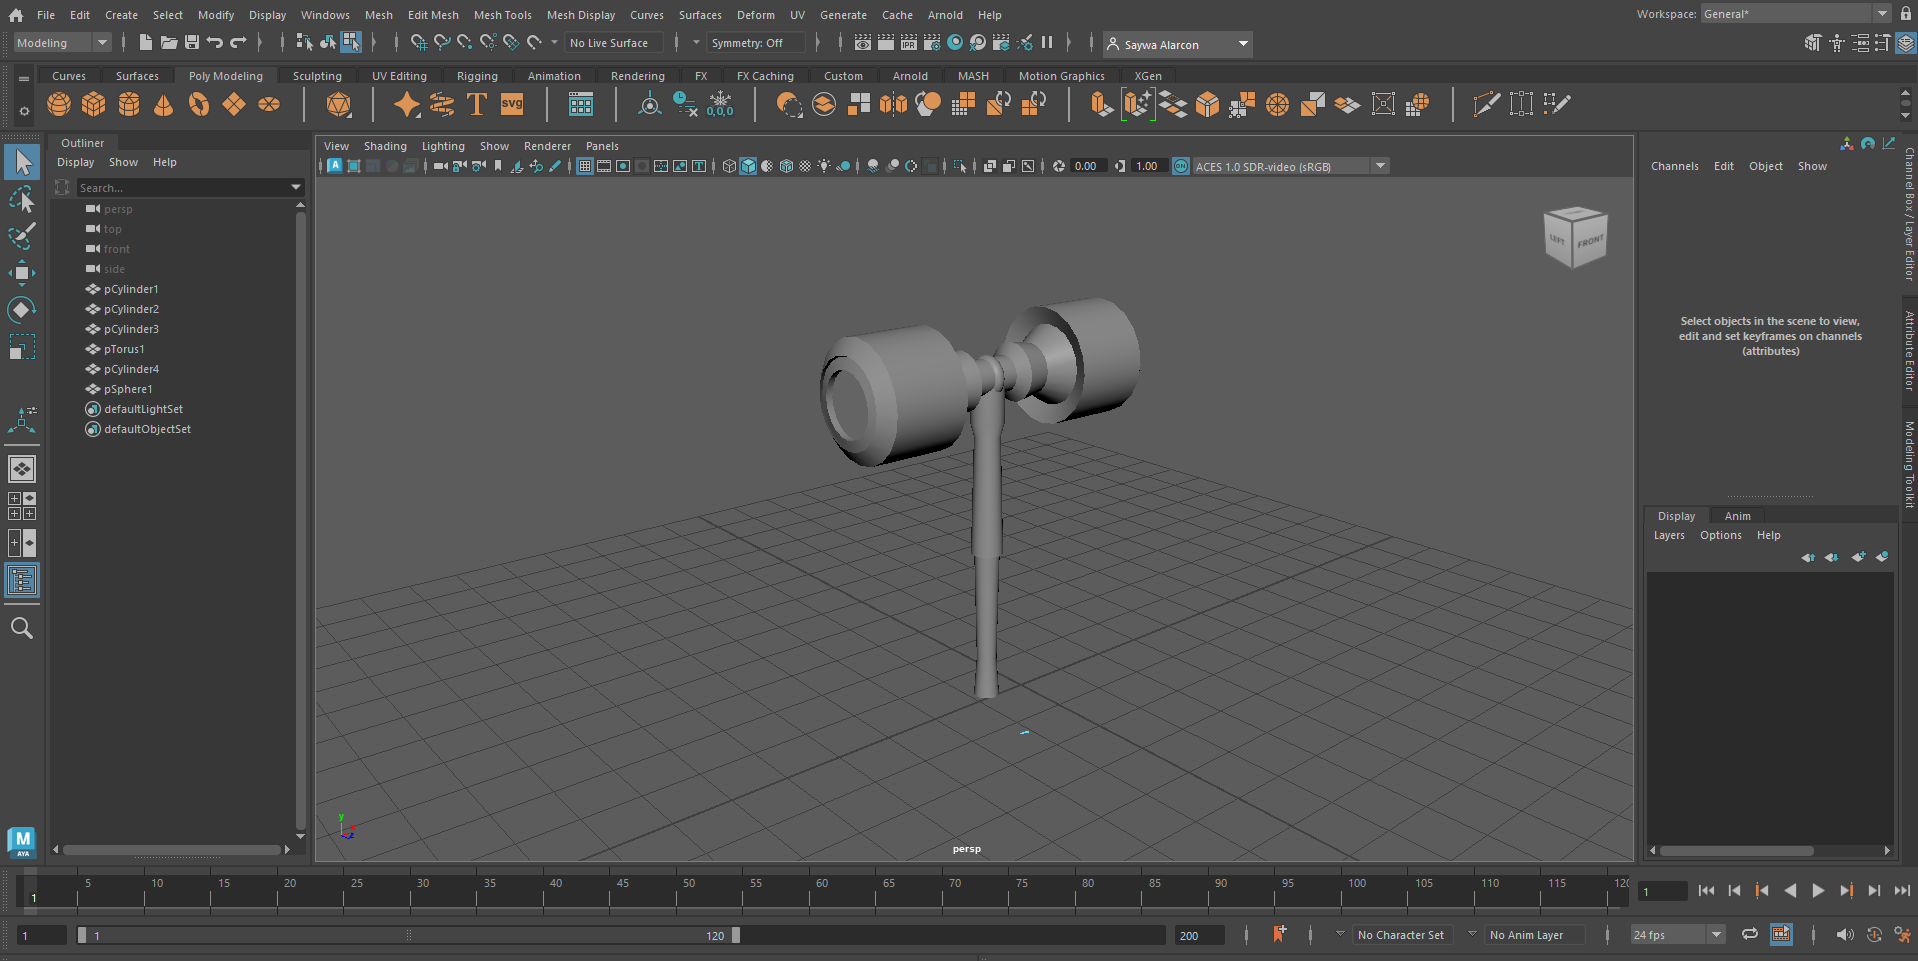 File Edit Create Select Modify Display Windows Mesh Edit Mesh Mesh Tools Mesh Display Curves Surfaces Deform UV Generate Cache Arnold Help Workspace: General*
Modeling No Live Surface Symmetry: Off IPR Saywa Alarcon
Curves Surfaces Poly Modeling Sculpting UV Editing Rigging Animation Rendering FX FX Caching Custom Arnold MASH Motion Graphics XGen
T SVG 0,0,0
Outliner
Display Show Help
Search...
persp
top
front
side
pCylinder1
pCylinder2
pCylinder3
pTorus1
pCylinder4
pSphere1
defaultLightSet
defaultObjectSet
View Shading Lighting Show Renderer Panels
A T 0.00 1.00 ON ACES 1.0 SDR-video (sRGB)
LEFT FRONT
y
z
persp
Channels Edit Object Show
Select objects in the scene to view,
edit and set keyframes on channels
(attributes)
Channel Box / Layer Editor
Attribute Editor
Modeling Toolkit
Display Anim
Layers Options Help
M
AYA
1 5 10 15 20 25 30 35 40 45 50 55 60 65 70 75 80 85 90 95 100 105 110 115 120 1
1 1 120 200 No Character Set No Anim Layer 24 fps